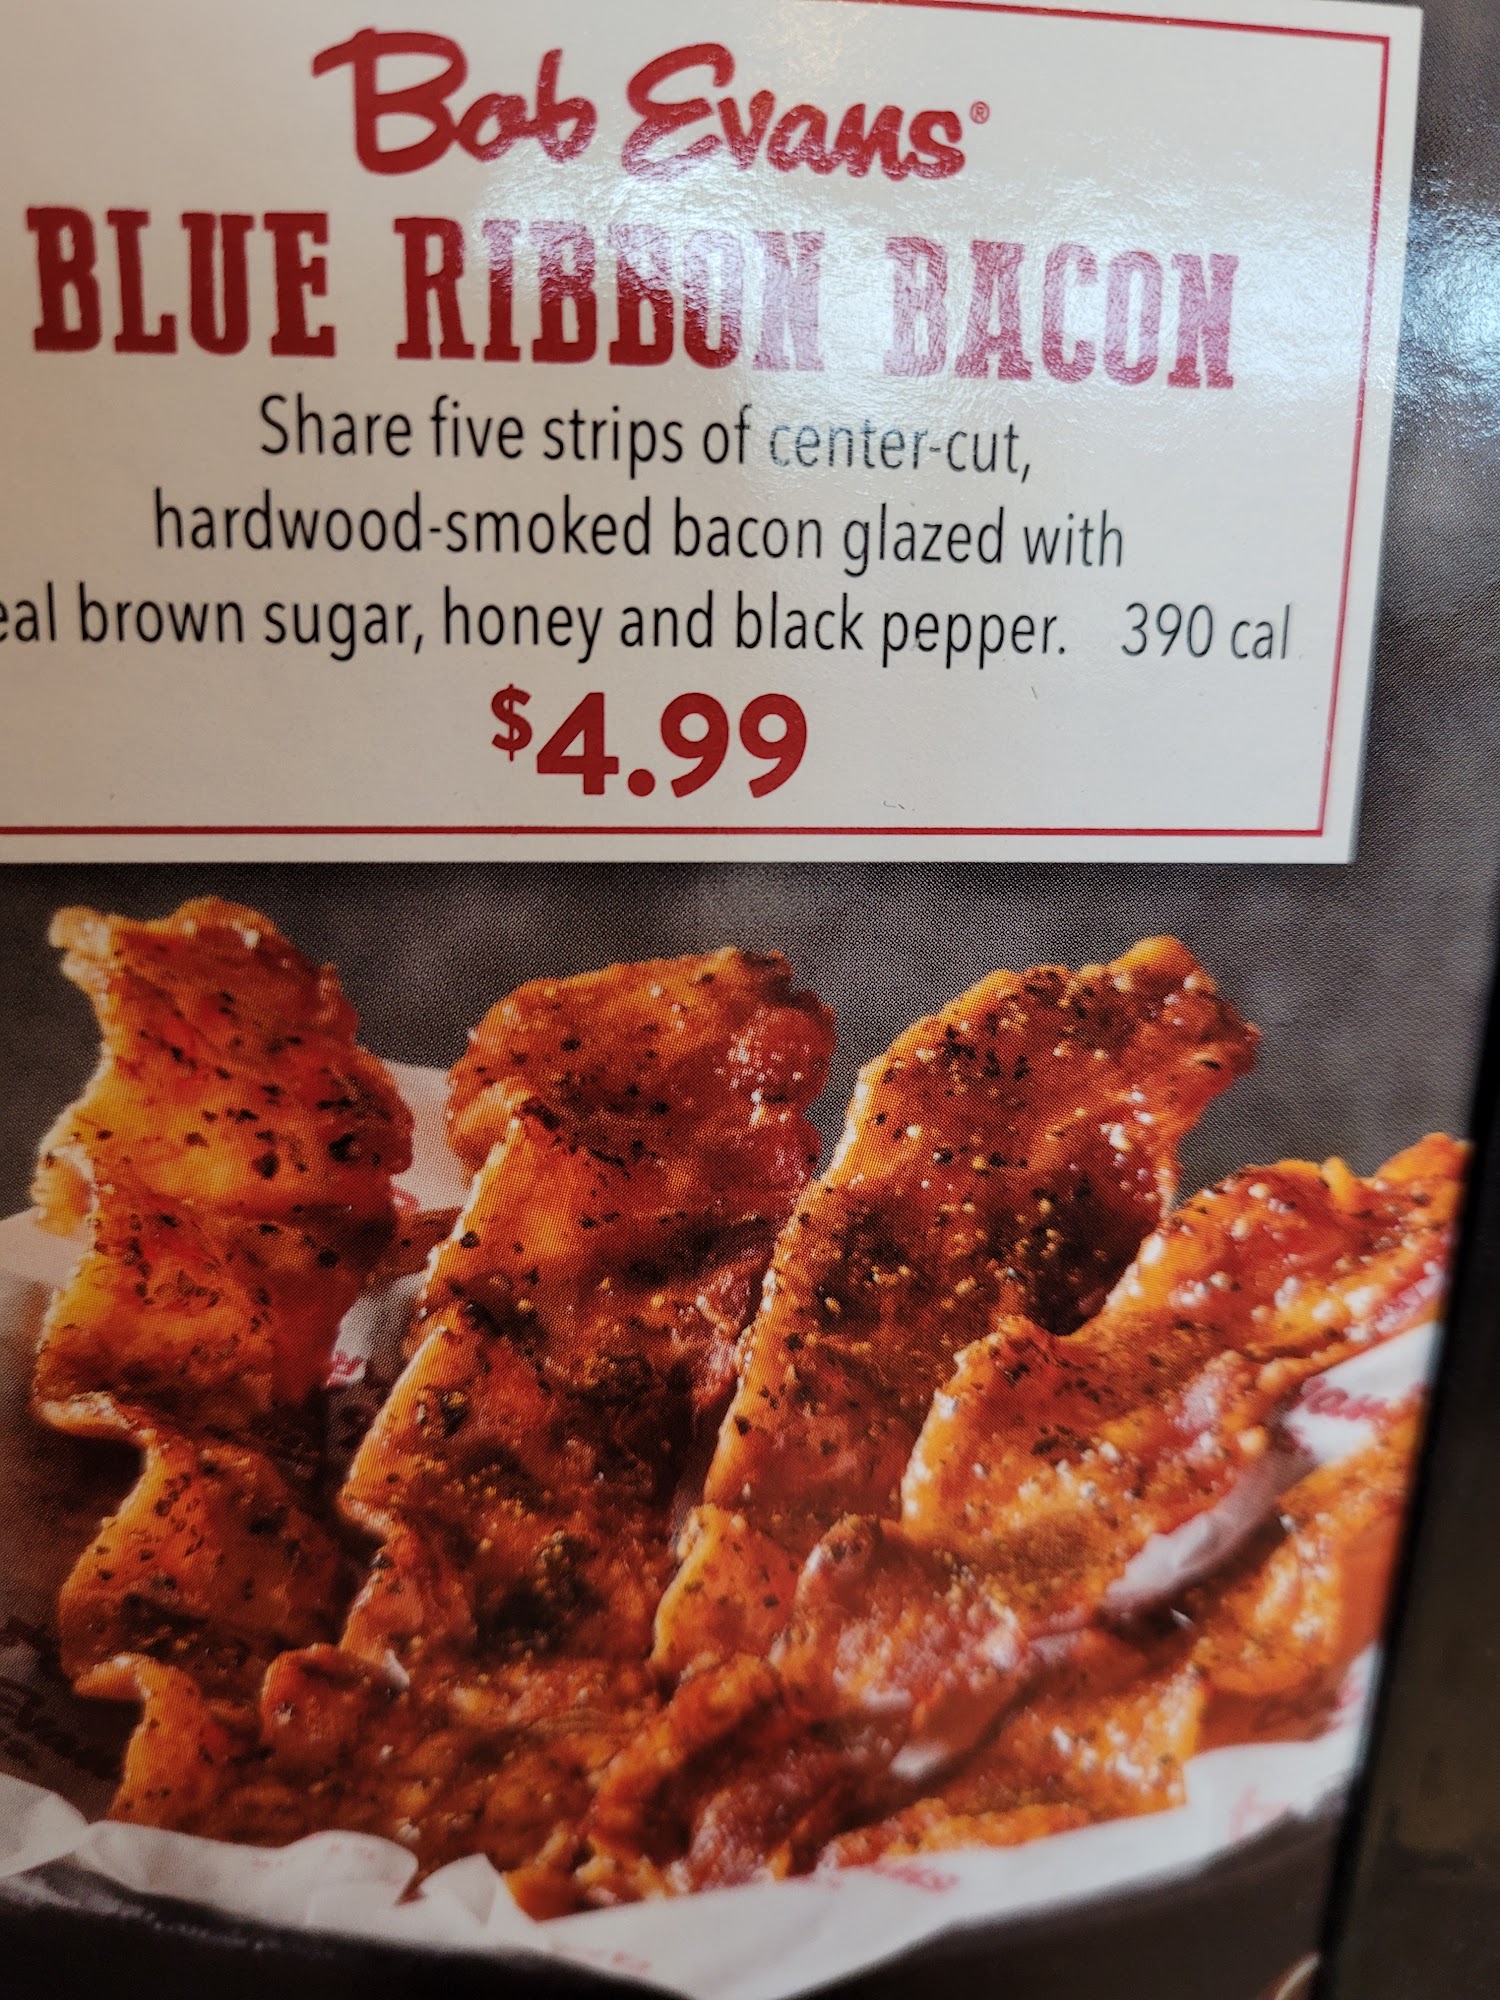 Bob Evans®
BLUE RIBBON BACON
Share five strips of center-cut,
hardwood-smoked bacon glazed with
eal brown sugar, honey and black pepper. 390 cal
$4.99